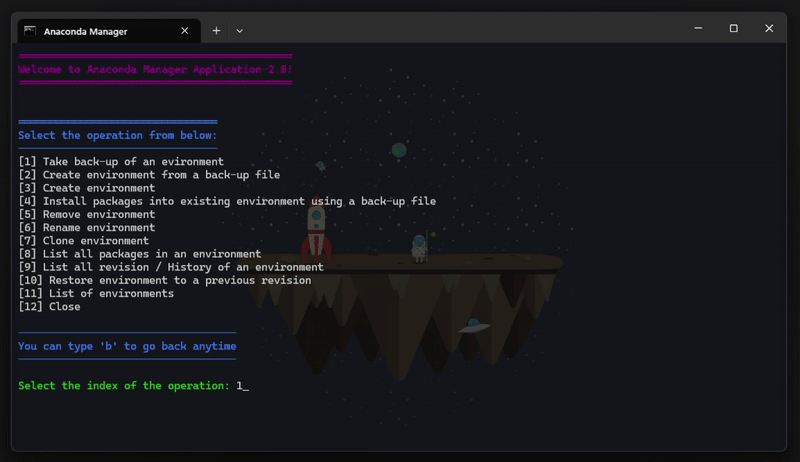 Anaconda Manager
Welcome to Anaconda Manager Application-2.0!
Select the operation from below:
[1] Take back-up of an evironment
[2] Create environment from a back-up file
[3] Create environment
[4] Install packages into existing environment using a back-up file
[5] Remove environment
[6] Rename environment
[7] Clone environment
[8] List all packages in an environment
[9] List all revision / History of an environment
[10] Restore environment to a previous revision
[11] List of environments
[12] Close
You can type 'b' to go back anytime
Select the index of the operation: 1_